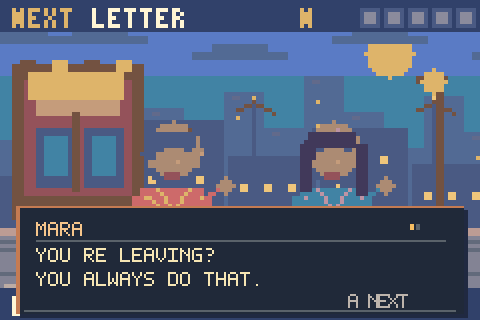 NEXT LETTER
N
MARA
YOU RE LEAVING?
YOU ALWAYS DO THAT.
A NEXT